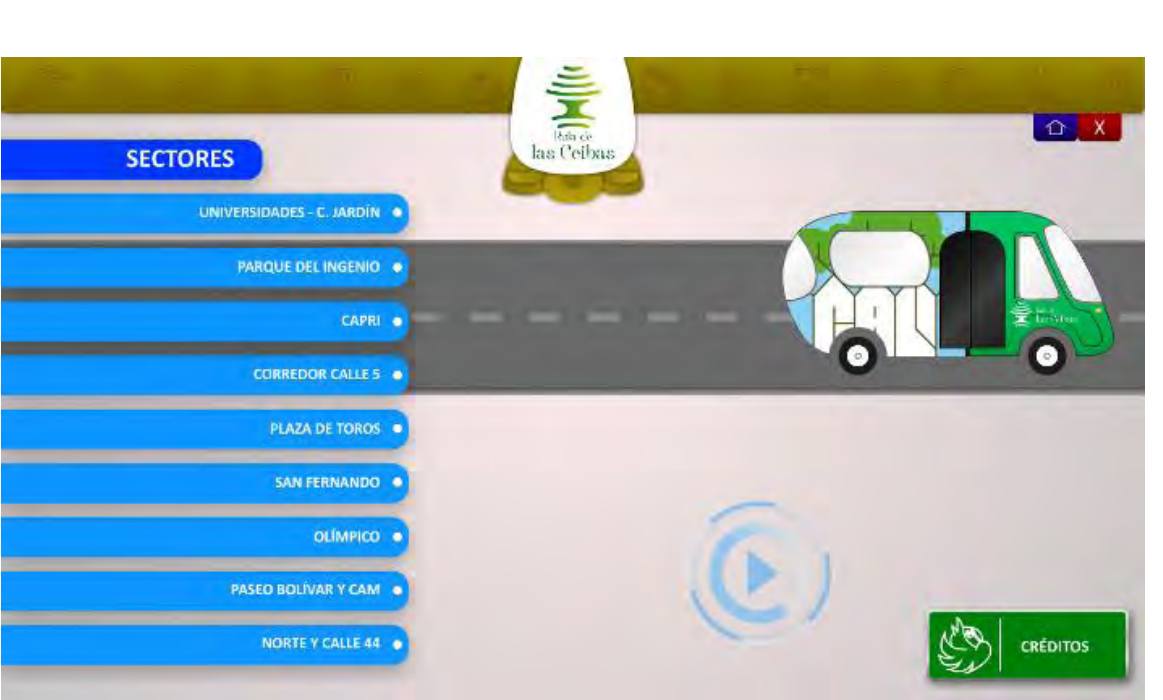 Ruta de
las Ceibas
X
SECTORES
UNIVERSIDADES - C. JARDÍN
PARQUE DEL INGENIO
CAPRI
CORREDOR CALLE 5
PLAZA DE TOROS
SAN FERNANDO
OLÍMPICO
PASEO BOLÍVAR Y CAM
NORTE Y CALLE 44
CALI
CRÉDITOS